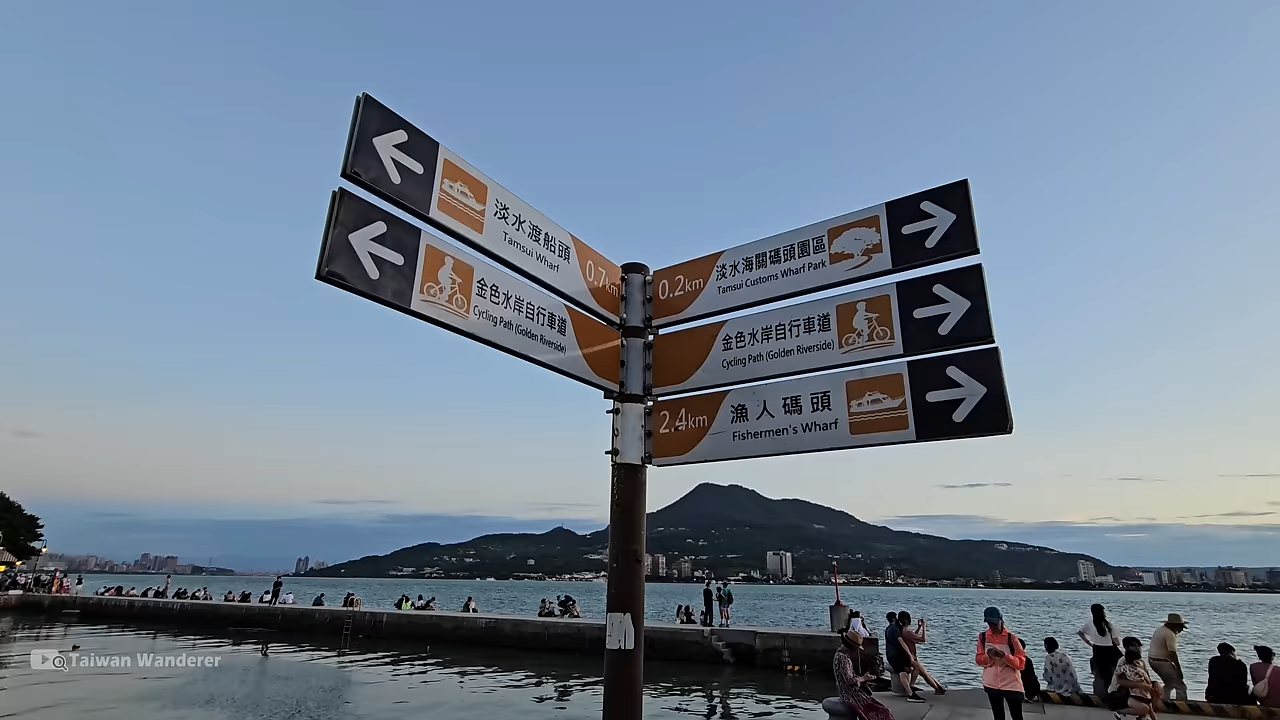 淡水渡船頭
Tamsui Wharf
0.7km
金色水岸自行車道
Cycling Path (Golden Riverside)
0.2km
淡水海關碼頭園區
Tamsui Customs Wharf Park
金色水岸自行車道
Cycling Path (Golden Riverside)
2.4km
漁人碼頭
Fishermen's Wharf
Taiwan Wanderer